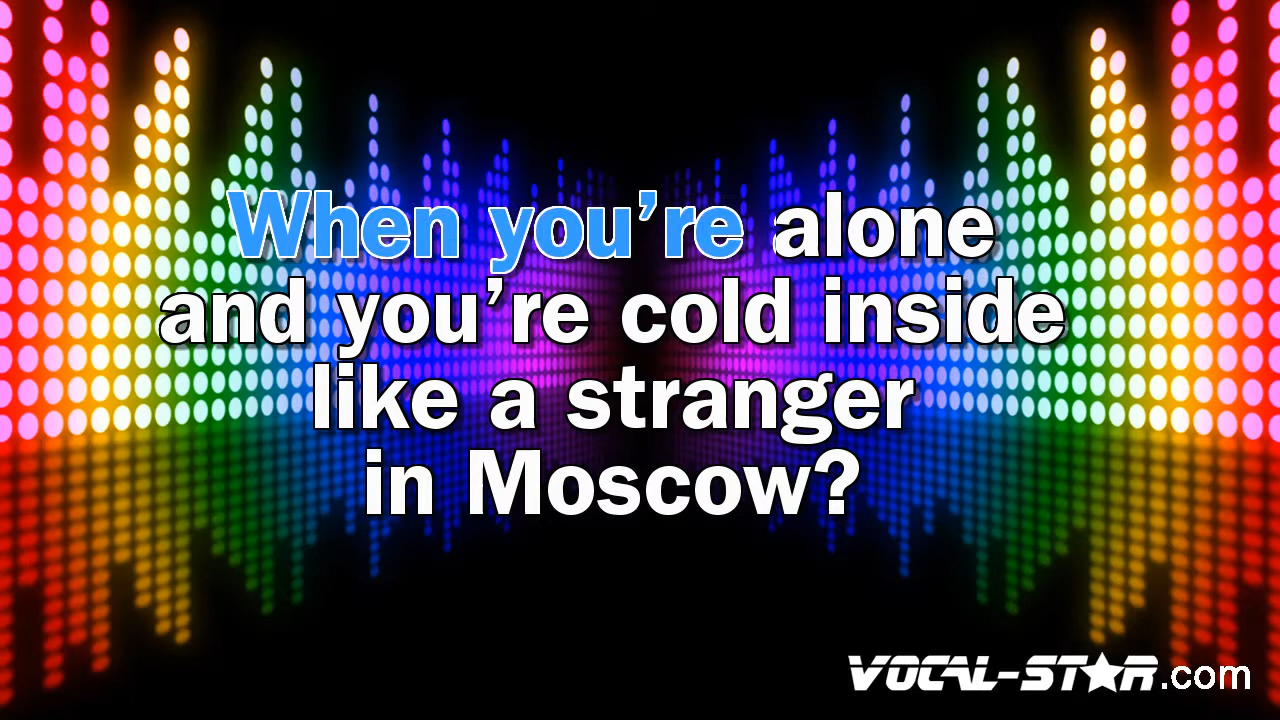 When you’re alone
and you’re cold inside
like a stranger
in Moscow?
VOCAL-STAR.com